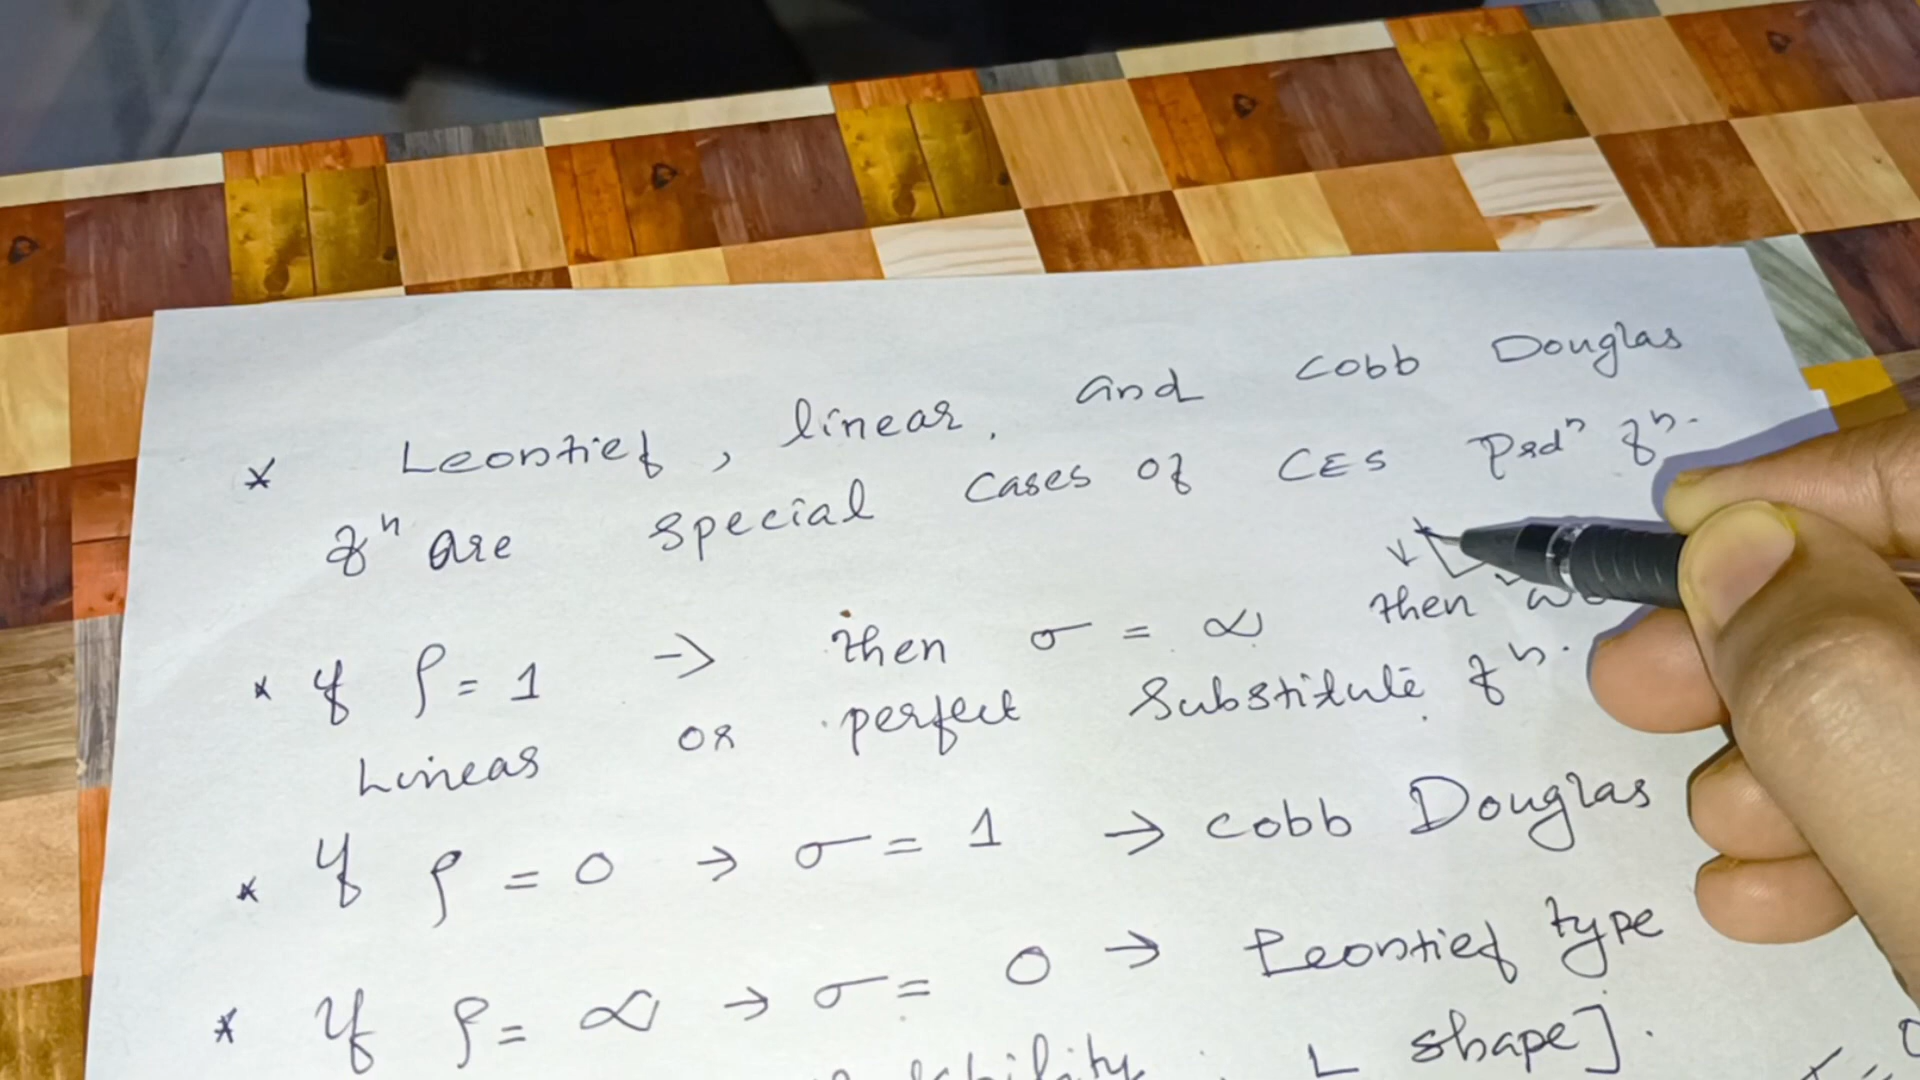 * Leontief, linear, and Cobb Douglas
fⁿ are special cases of CES Prdⁿ fⁿ.
K
* If ρ = 1 → then σ = ∞ then
Linear or perfect Substitute fⁿ.
* If ρ = 0 → σ = 1 → Cobb Douglas
* If ρ = ∞ → σ = 0 → Leontief type
L shape].